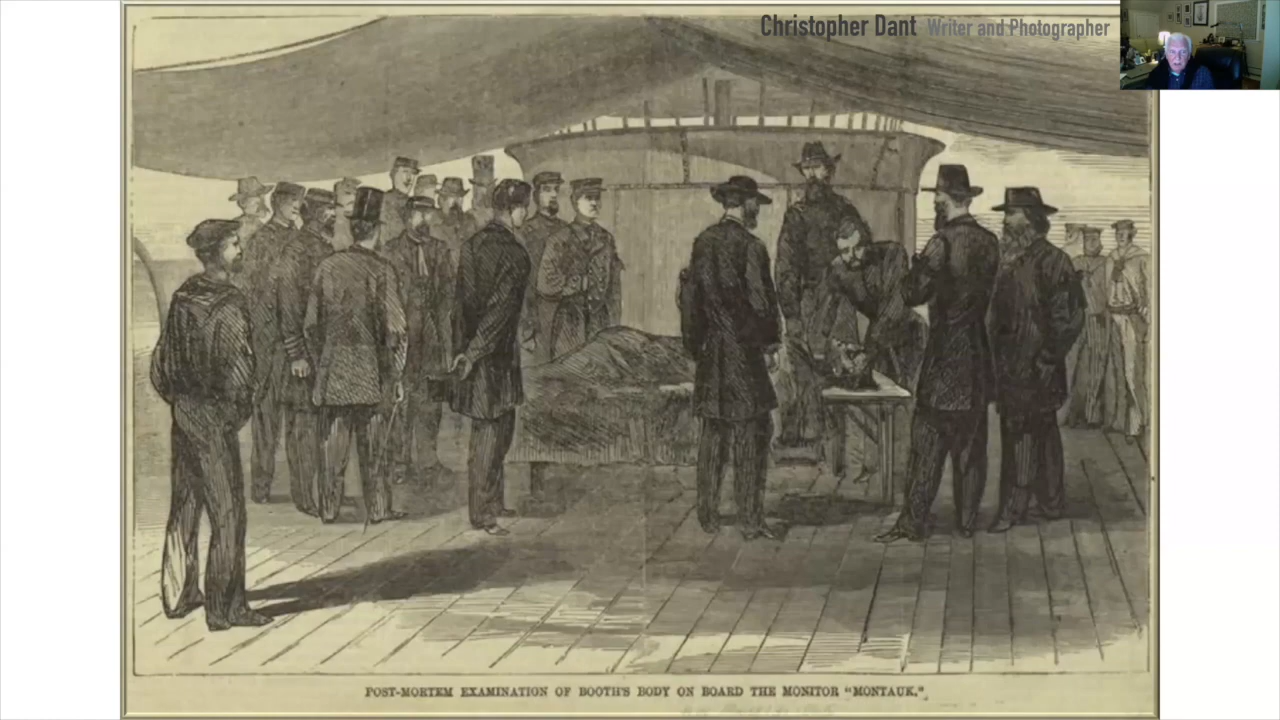 Christopher Dant Writer and Photographer
POST-MORTEM EXAMINATION OF BOOTH'S BODY ON BOARD THE MONITOR "MONTAUK."